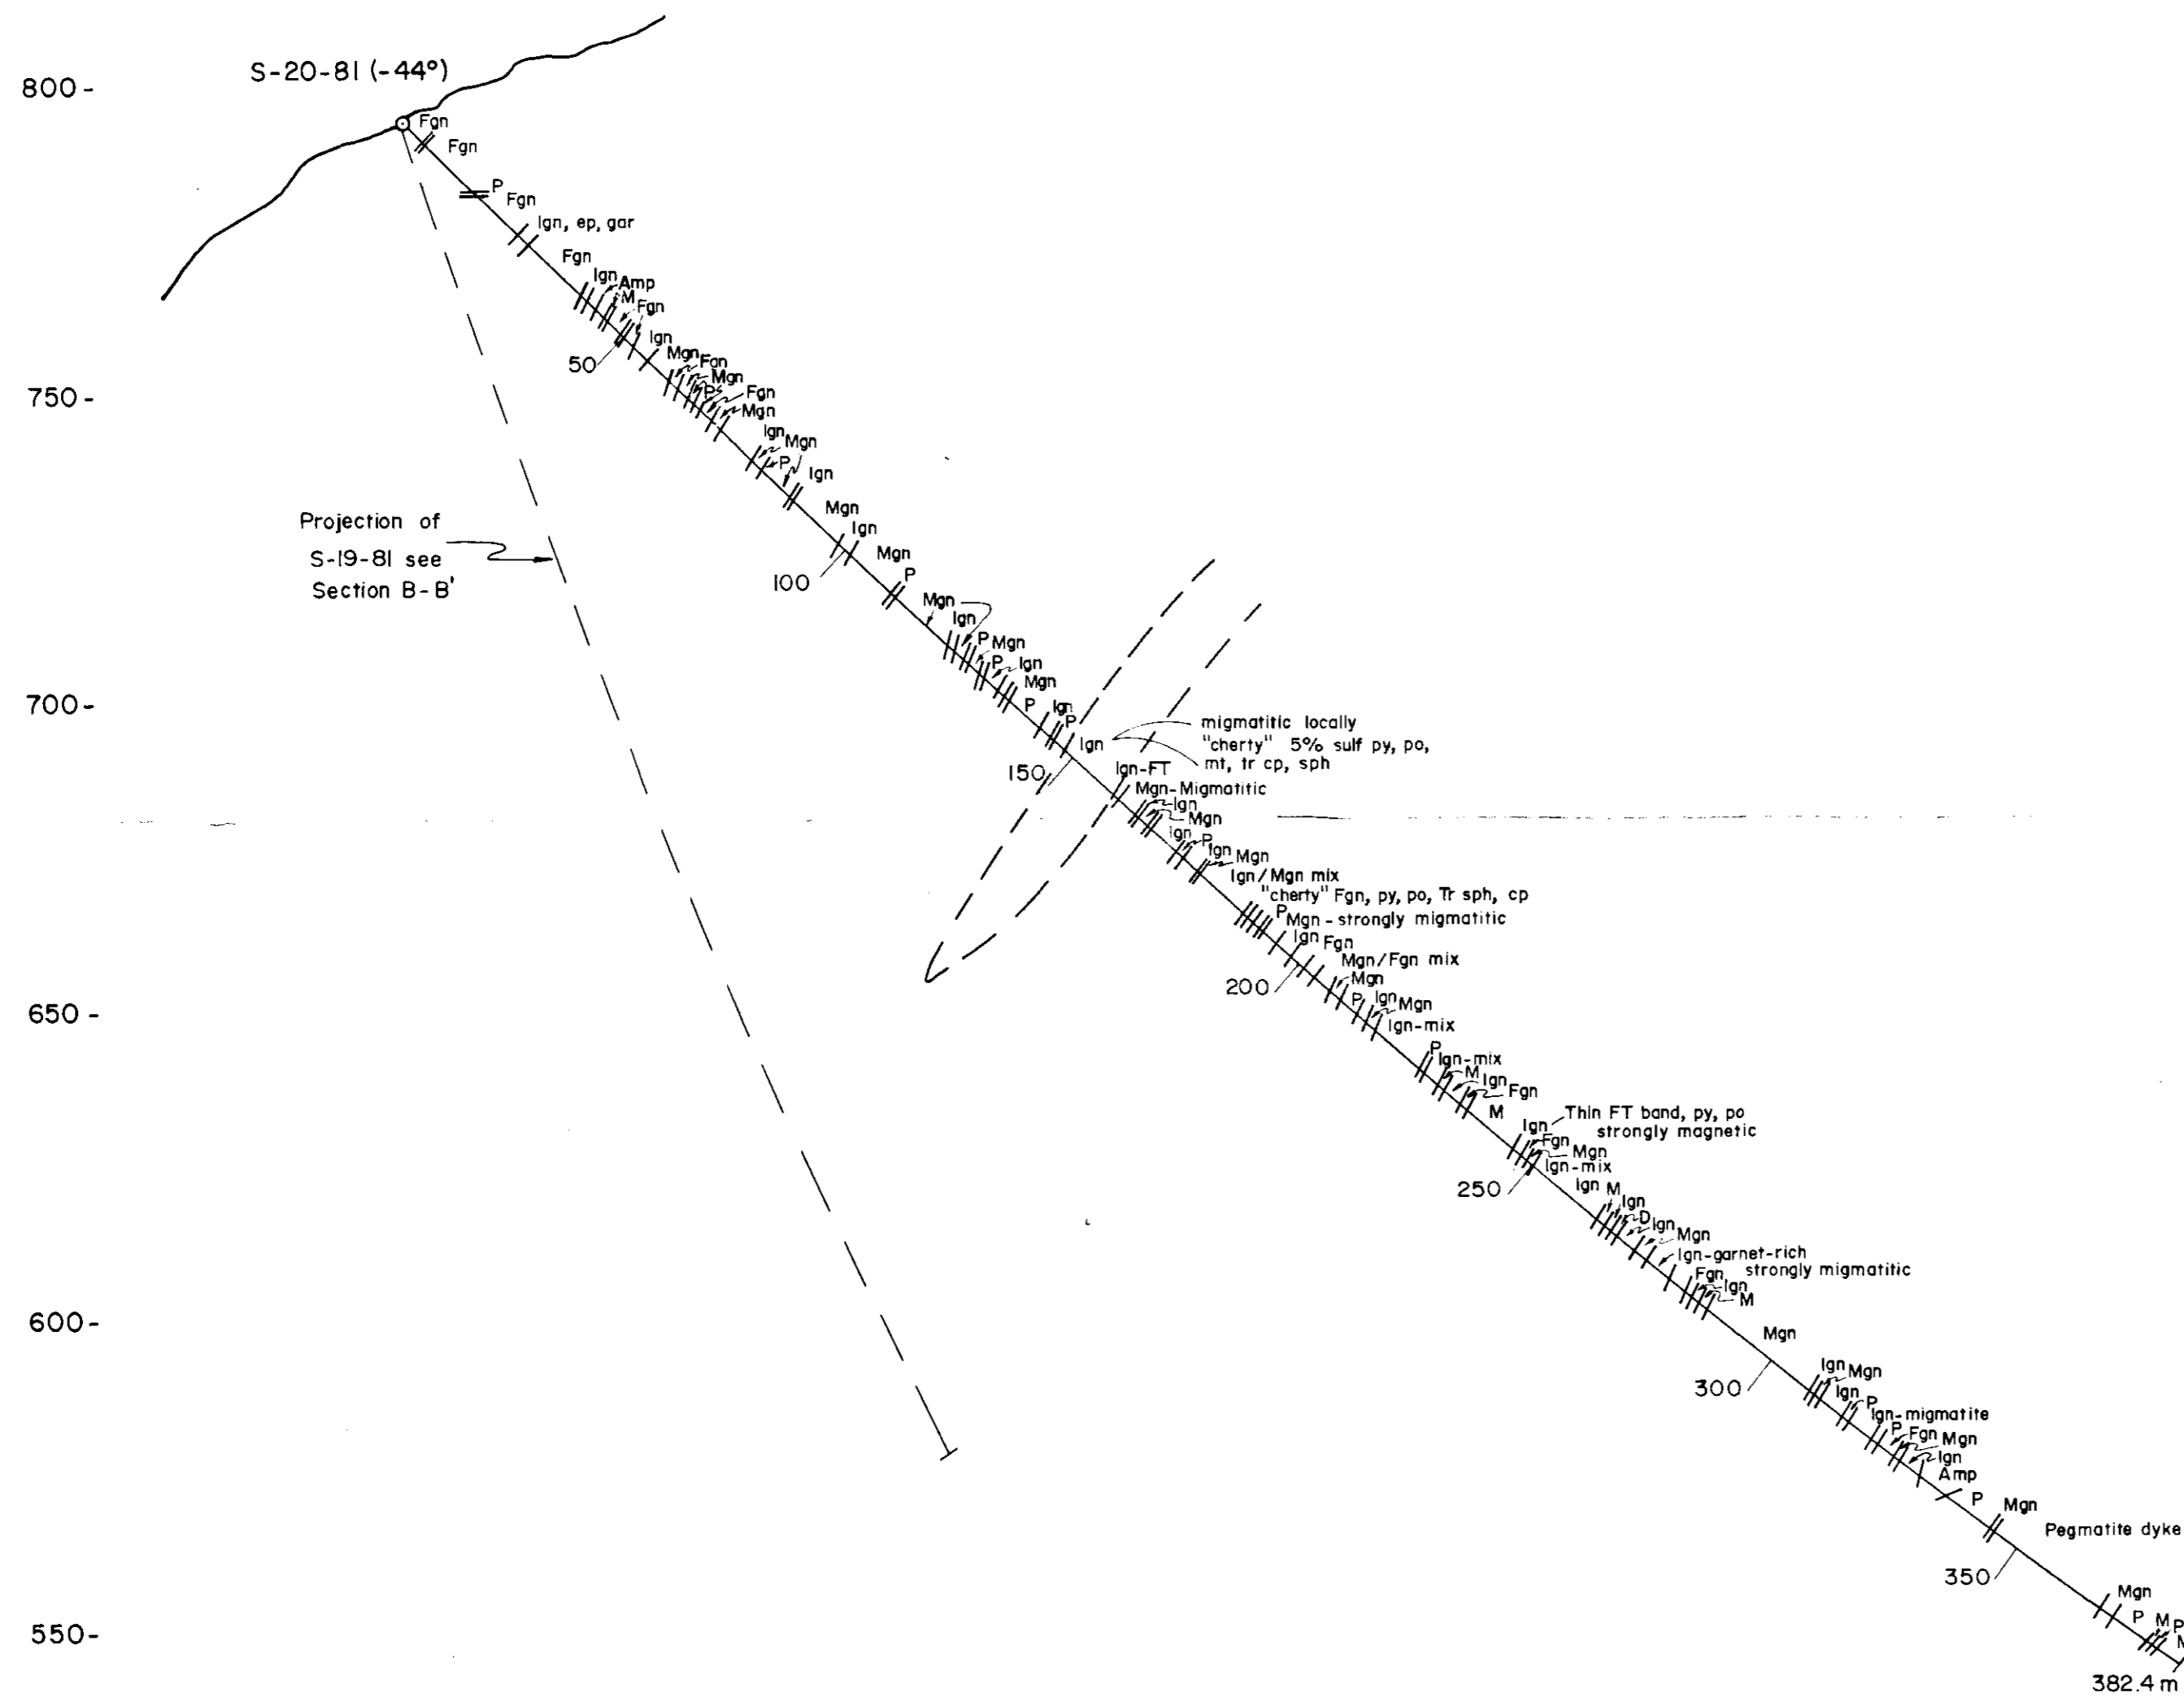 S-20-81 (-44°)
800-
Fgn
Fgn
P
Fgn
Ign, ep, gar
Fgn
Ign
Amp
M
Fgn
50
Ign
Mgn
Fgn
Mgn
P
Fgn
Mgn
750-
Ign
Mgn
P
Ign
Mgn
Ign
Projection of
S-19-81 see
Section B-B'
Mgn
100
P
Mgn
Ign
P
Mgn
P
Ign
Mgn
P
700-
Ign
P
Ign
migmatitic locally
"cherty" 5% sulf py, po,
mt, tr cp, sph
150
Ign-FT
Mgn-Migmatitic
Ign
Mgn
Ign
P
Ign
Mgn
Ign/Mgn mix
"cherty" Fgn, py, po, Tr sph, cp
P
Mgn-strongly migmatitic
Ign
Fgn
Mgn/Fgn mix
Mgn
200
P
Ign
Mgn
650-
Ign-mix
P
Ign-mix
M
Ign
Fgn
M
Thin FT band, py, po
strongly magnetic
Ign
Fgn
Mgn
Ign-mix
250
Ign
M
Ign
D
Ign
Mgn
Ign-garnet-rich
strongly migmatitic
Fgn
Ign
M
600-
Mgn
Ign
Mgn
300
Ign
P
Ign-migmatite
P
Fgn
Mgn
Ign
Amp
P
Mgn
Pegmatite dyke
350
Mgn
550-
P
M
P
M
382.4 m